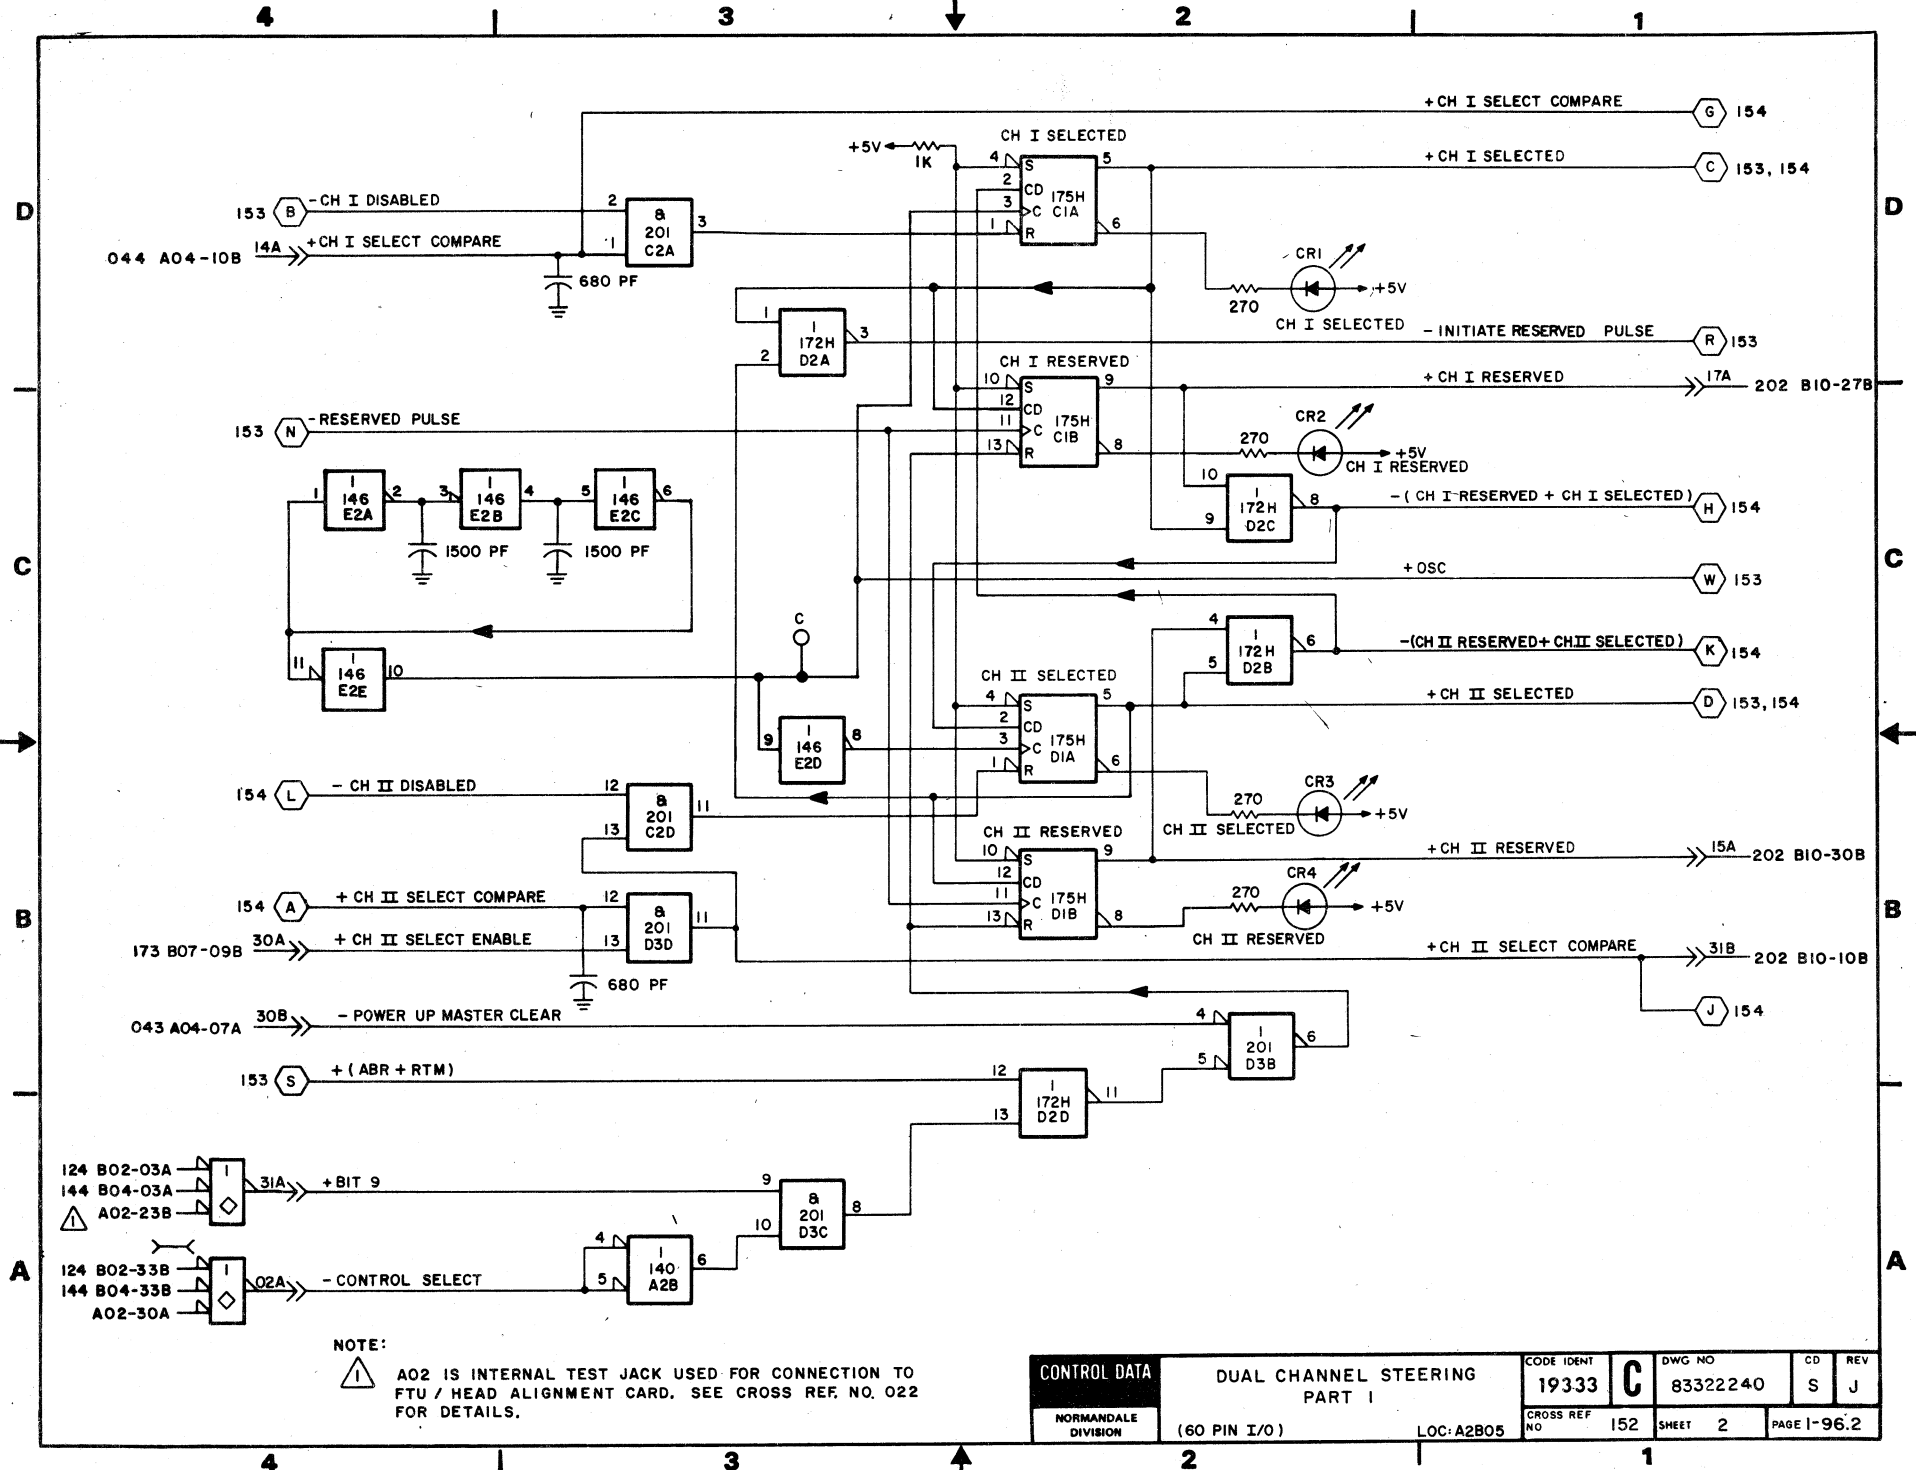 4 3 2 1
+CH I SELECT COMPARE G 154
CH I SELECTED
+5V 1K
4 S 5 +CH I SELECTED C 153, 154
2 CD 175H
3 C C1A
1 R 6
D D
153 B -CH I DISABLED 2
& 201 C2A 3
044 A04-10B 14A +CH I SELECT COMPARE 1
680 PF
CR1
270 +5V
CH I SELECTED
1
1 172H D2A 3 - INITIATE RESERVED PULSE R 153
2
CH I RESERVED
10 S 9 + CH I RESERVED 17A 202 B10-27B
12 CD
11 C 175H C1B
13 R 8
CR2
270 +5V
CH I RESERVED
153 N -RESERVED PULSE
1 1 146 E2A 2
3 1 146 E2B 4
5 1 146 E2C 6
1500 PF 1500 PF
10
1 172H D2C 8 -(CH I RESERVED + CH I SELECTED) H 154
9
C C
+OSC W 153
C
11 1 146 E2E 10
4
1 172H D2B 6 -(CH II RESERVED+ CH II SELECTED) K 154
5
CH II SELECTED
4 S 5 +CH II SELECTED D 153,154
2 CD
3 C 175H D1A
1 R 6
9 1 146 E2D 8
154 L - CH II DISABLED 12
& 201 C2D 11
13
CR3
270 +5V
CH II SELECTED
CH II RESERVED
10 S 9 +CH II RESERVED 15A 202 B10-30B
12 CD
11 C 175H D1B
13 R 8
CR4
270 +5V
CH II RESERVED
154 A + CH II SELECT COMPARE 12
& 201 D3D 11
B B
173 B07-09B 30A + CH II SELECT ENABLE 13
680 PF
+CH II SELECT COMPARE 31B 202 B10-10B
J 154
043 A04-07A 30B - POWER UP MASTER CLEAR 4
1 201 D3B 6
5
153 S +(ABR+RTM) 12
1 172H D2D 11
13
124 B02-03A
144 B04-03A
1 A02-23B
1 31A +BIT 9 9
& 201 D3C 8
10
4
1 140 A2B 6
5
A A
124 B02-33B
144 B04-33B
A02-30A
1 02A -CONTROL SELECT
NOTE:
1 A02 IS INTERNAL TEST JACK USED FOR CONNECTION TO
FTU / HEAD ALIGNMENT CARD. SEE CROSS REF. NO. 022
FOR DETAILS.
CONTROL DATA
NORMANDALE
DIVISION
DUAL CHANNEL STEERING
PART 1
(60 PIN I/O) LOC: A2B05
CODE IDENT
19333
C
DWG NO
83322240
CD
S
REV
J
CROSS REF
NO 152
SHEET 2
PAGE 1-96.2
4 3 2 1